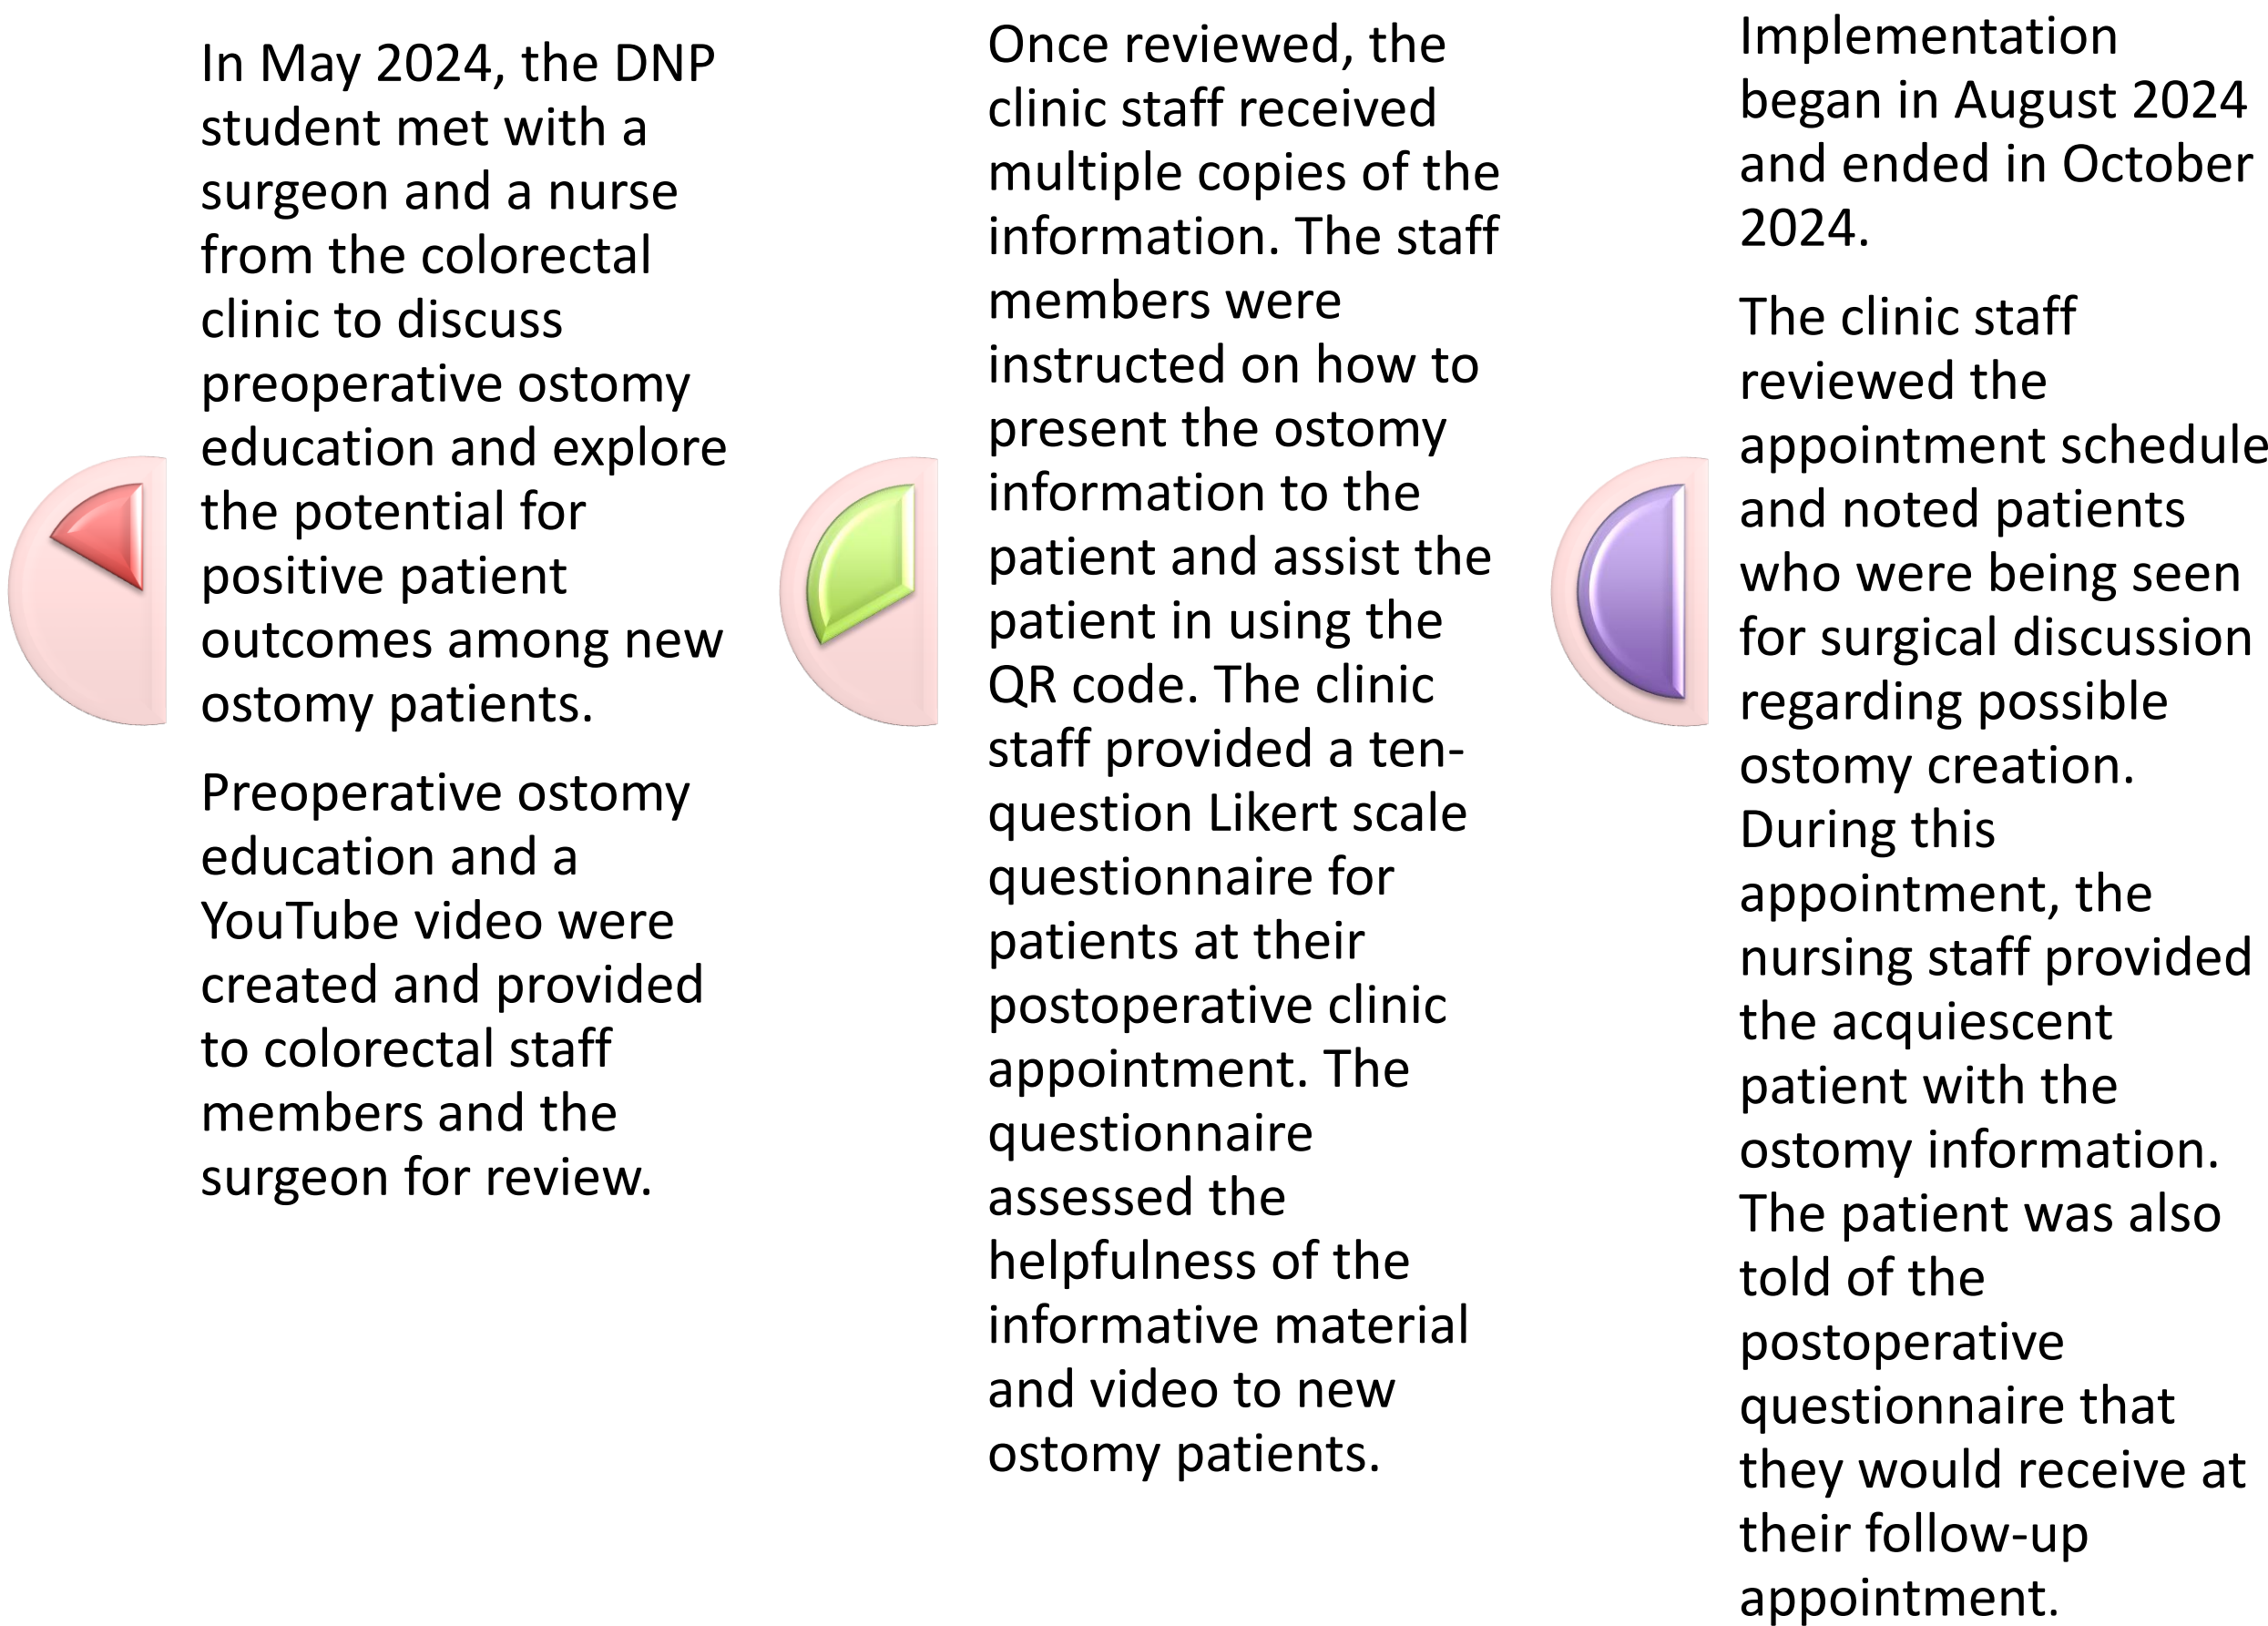 In May 2024, the DNP
student met with a
surgeon and a nurse
from the colorectal
clinic to discuss
preoperative ostomy
education and explore
the potential for
positive patient
outcomes among new
ostomy patients.
Preoperative ostomy
education and a
YouTube video were
created and provided
to colorectal staff
members and the
surgeon for review.
Once reviewed, the
clinic staff received
multiple copies of the
information. The staff
members were
instructed on how to
present the ostomy
information to the
patient and assist the
patient in using the
QR code. The clinic
staff provided a ten-
question Likert scale
questionnaire for
patients at their
postoperative clinic
appointment. The
questionnaire
assessed the
helpfulness of the
informative material
and video to new
ostomy patients.
Implementation
began in August 2024
and ended in October
2024.
The clinic staff
reviewed the
appointment schedule
and noted patients
who were being seen
for surgical discussion
regarding possible
ostomy creation.
During this
appointment, the
nursing staff provided
the acquiescent
patient with the
ostomy information.
The patient was also
told of the
postoperative
questionnaire that
they would receive at
their follow-up
appointment.